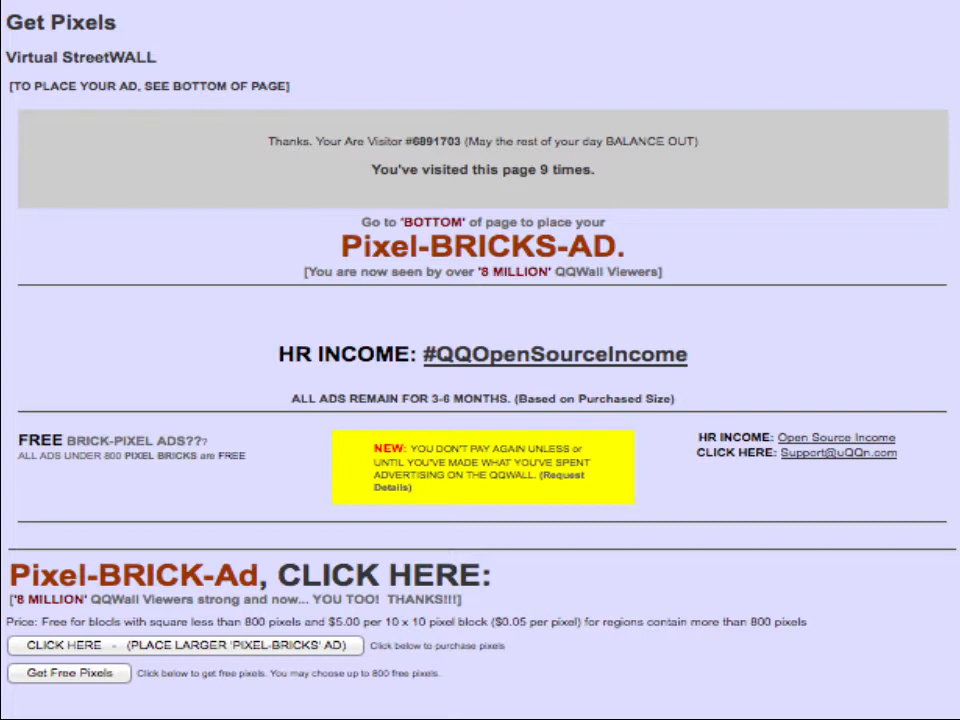 Get Pixels
Virtual StreetWALL
[TO PLACE YOUR AD, SEE BOTTOM OF PAGE]
Thanks. Your Are Visitor #6891703 (May the rest of your day BALANCE OUT)
You've visited this page 9 times.
Go to 'BOTTOM' of page to place your
Pixel-BRICKS-AD.
[You are now seen by over '8 MILLION' QQWall Viewers]
HR INCOME: #QQOpenSourceIncome
ALL ADS REMAIN FOR 3-6 MONTHS. (Based on Purchased Size)
FREE BRICK-PIXEL ADS???
ALL ADS UNDER 800 PIXEL BRICKS are FREE
NEW: YOU DON'T PAY AGAIN UNLESS or
UNTIL YOU'VE MADE WHAT YOU'VE SPENT
ADVERTISING ON THE QQWALL. (Request
Details)
HR INCOME: Open Source Income
CLICK HERE: Support@uQQn.com
Pixel-BRICK-Ad, CLICK HERE:
['8 MILLION' QQWall Viewers strong and now... YOU TOO! THANKS!!!]
Price: Free for blocls with square less than 800 pixels and $5.00 per 10 x 10 pixel block ($0.05 per pixel) for regions contain more than 800 pixels
CLICK HERE - (PLACE LARGER 'PIXEL-BRICKS' AD) Click below to purchase pixels
Get Free Pixels Click below to get free pixels. You may choose up to 800 free pixels.